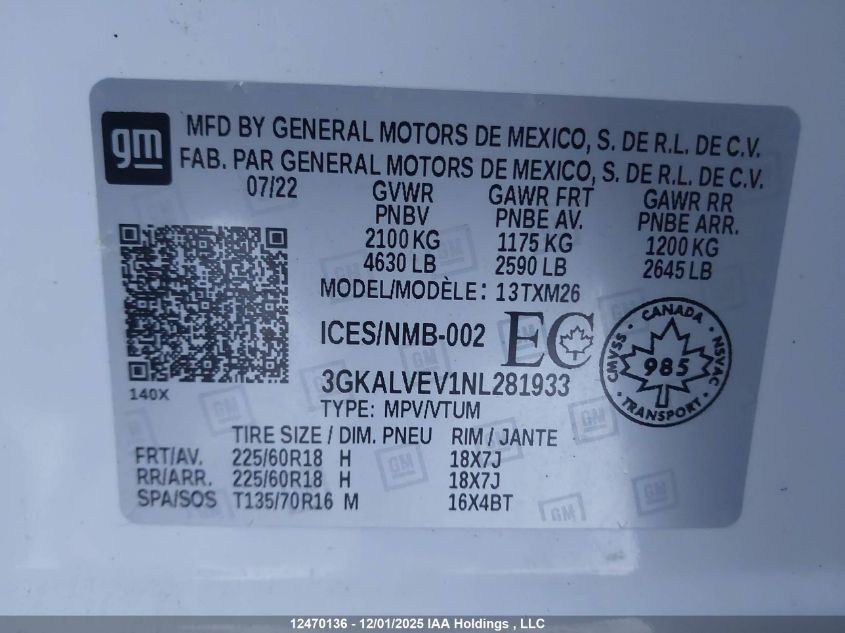 gm
MFD BY GENERAL MOTORS DE MEXICO, S. DE R.L. DE C.V.
FAB. PAR GENERAL MOTORS DE MEXICO, S. DE R.L. DE C.V.
07/22 GVWR GAWR FRT GAWR RR
PNBV PNBE AV. PNBE ARR.
2100 KG 1175 KG 1200 KG
4630 LB 2590 LB 2645 LB
MODEL/MODÈLE: 13TXM26
ICES/NMB-002 EC
CANADA
CMVSS 985 NSVAC
TRANSPORT
3GKALVEV1NL281933
140X
TYPE: MPV/VTUM
TIRE SIZE / DIM. PNEU RIM / JANTE
FRT/AV. 225/60R18 H 18X7J
RR/ARR. 225/60R18 H 18X7J
SPA/SOS T135/70R16 M 16X4BT
12470136 - 12/01/2025 IAA Holdings , LLC